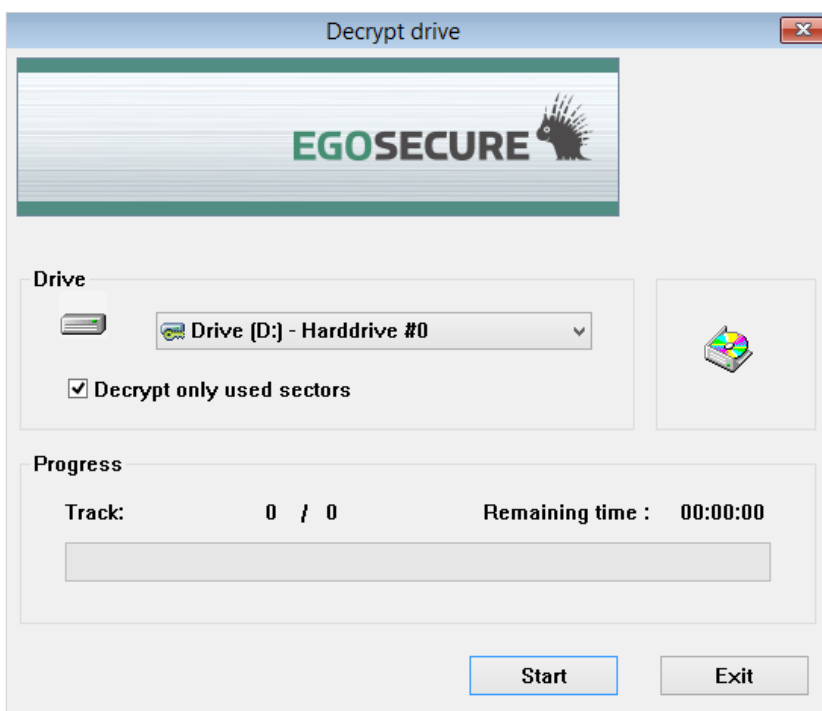 Decrypt drive
EGOSECURE
Drive
Drive (D:) - Harddrive #0
Decrypt only used sectors
Progress
Track: 0 / 0 Remaining time : 00:00:00
Start Exit